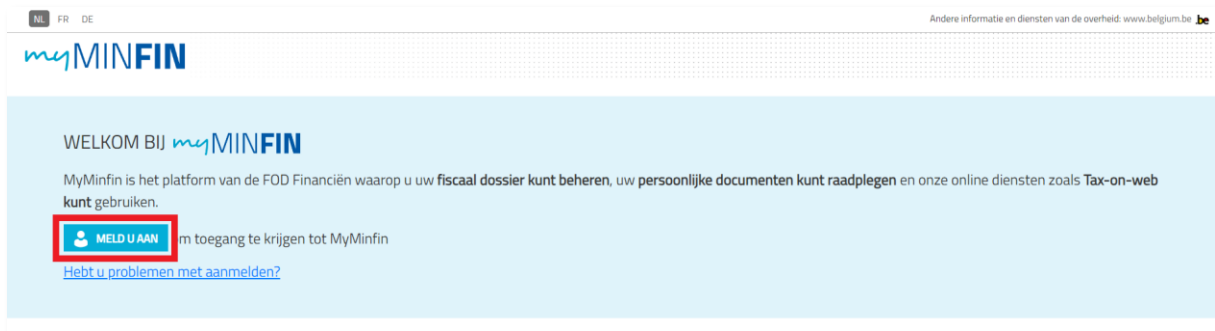 NL FR DE
Andere informatie en diensten van de overheid: www.belgium.be .be
myMINFIN
WELKOM BIJ myMINFIN
MyMinfin is het platform van de FOD Financiën waarop u uw fiscaal dossier kunt beheren, uw persoonlijke documenten kunt raadplegen en onze online diensten zoals Tax-on-web
kunt gebruiken.
MELD U AAN m toegang te krijgen tot MyMinfin
Hebt u problemen met aanmelden?